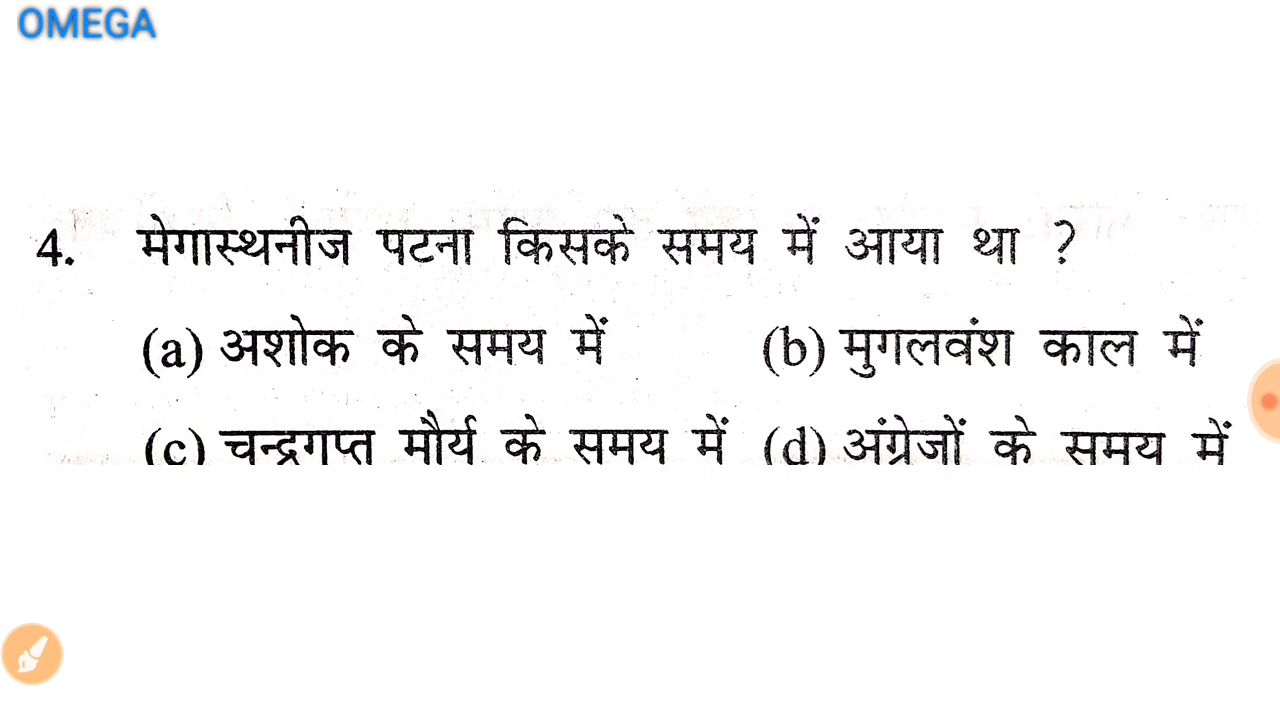 OMEGA
4. मेगास्थनीज पटना किसके समय में आया था ?
(a) अशोक के समय में (b) मुगलवंश काल में
(c) चन्द्रगुप्त मौर्य के समय में (d) अंग्रेजों के समय में